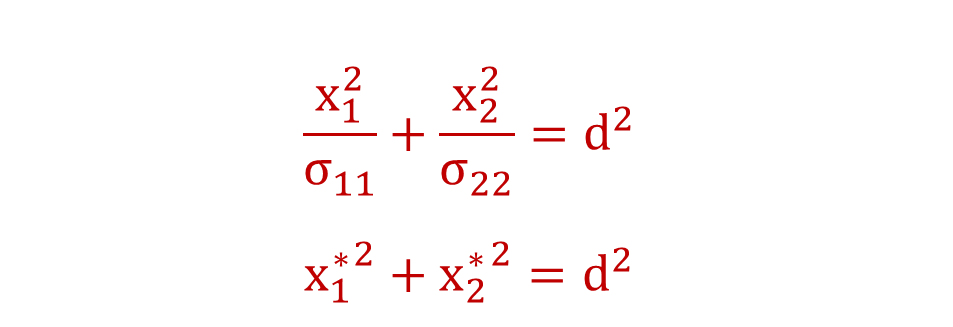 x₁²/σ₁₁ + x₂²/σ₂₂ = d²
x₁*² + x₂*² = d²